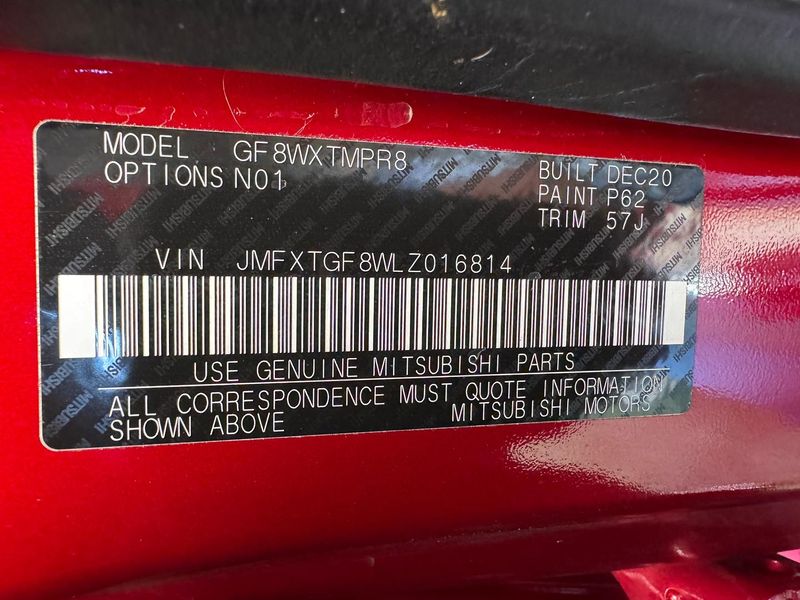 MODEL GF8WXTMPR8
OPTIONS N01
BUILT DEC20
PAINT P62
TRIM 57J
VIN JMFXTGF8WLZ016814
USE GENUINE MITSUBISHI PARTS
ALL CORRESPONDENCE MUST QUOTE INFORMATION
SHOWN ABOVE MITSUBISHI MOTORS